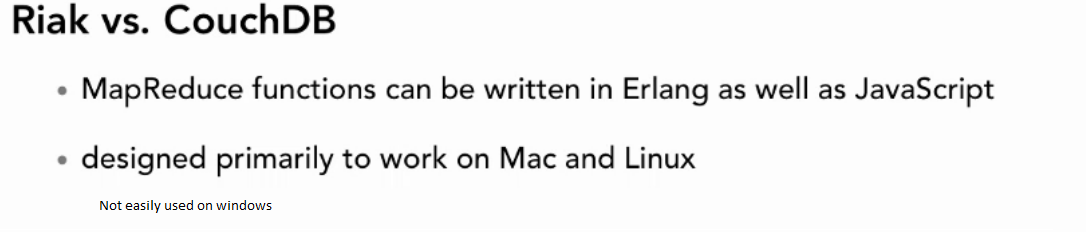 Riak vs. CouchDB
• MapReduce functions can be written in Erlang as well as JavaScript
• designed primarily to work on Mac and Linux
Not easily used on windows